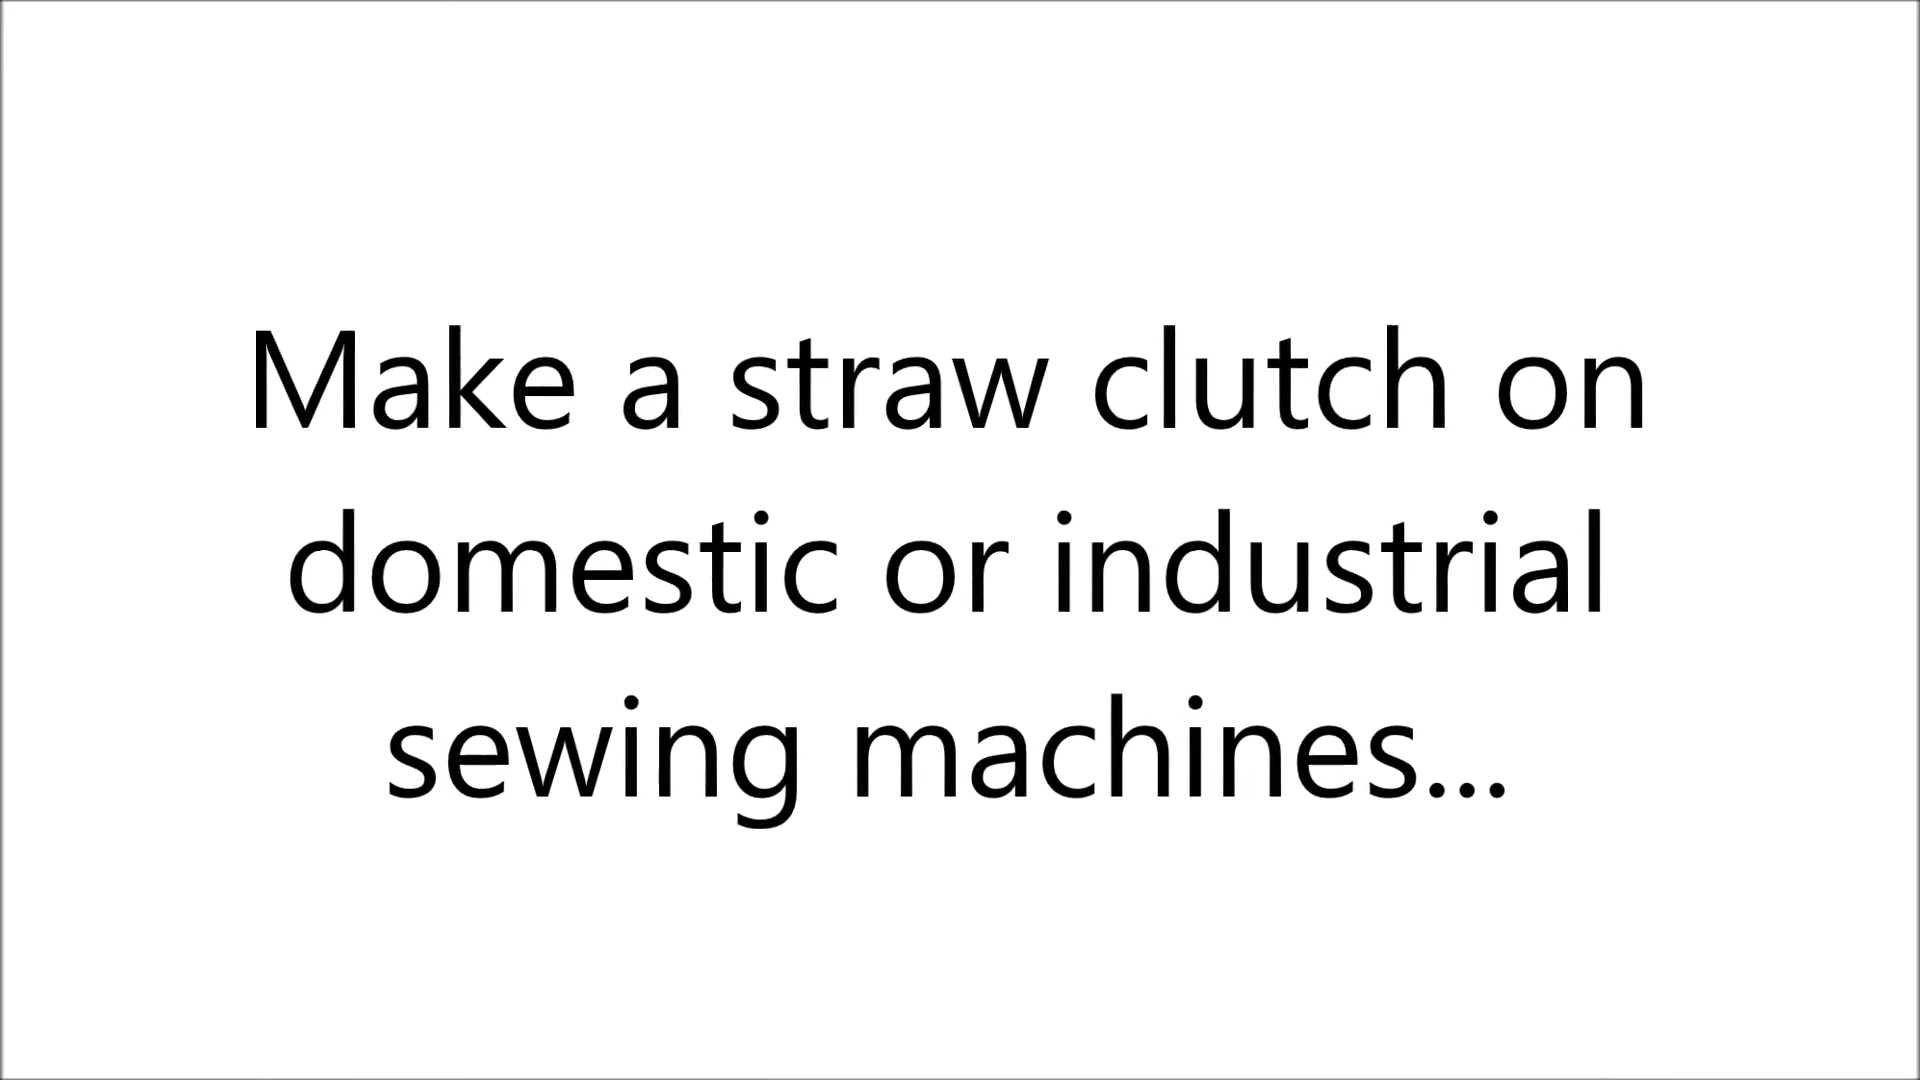 Make a straw clutch on
domestic or industrial
sewing machines...